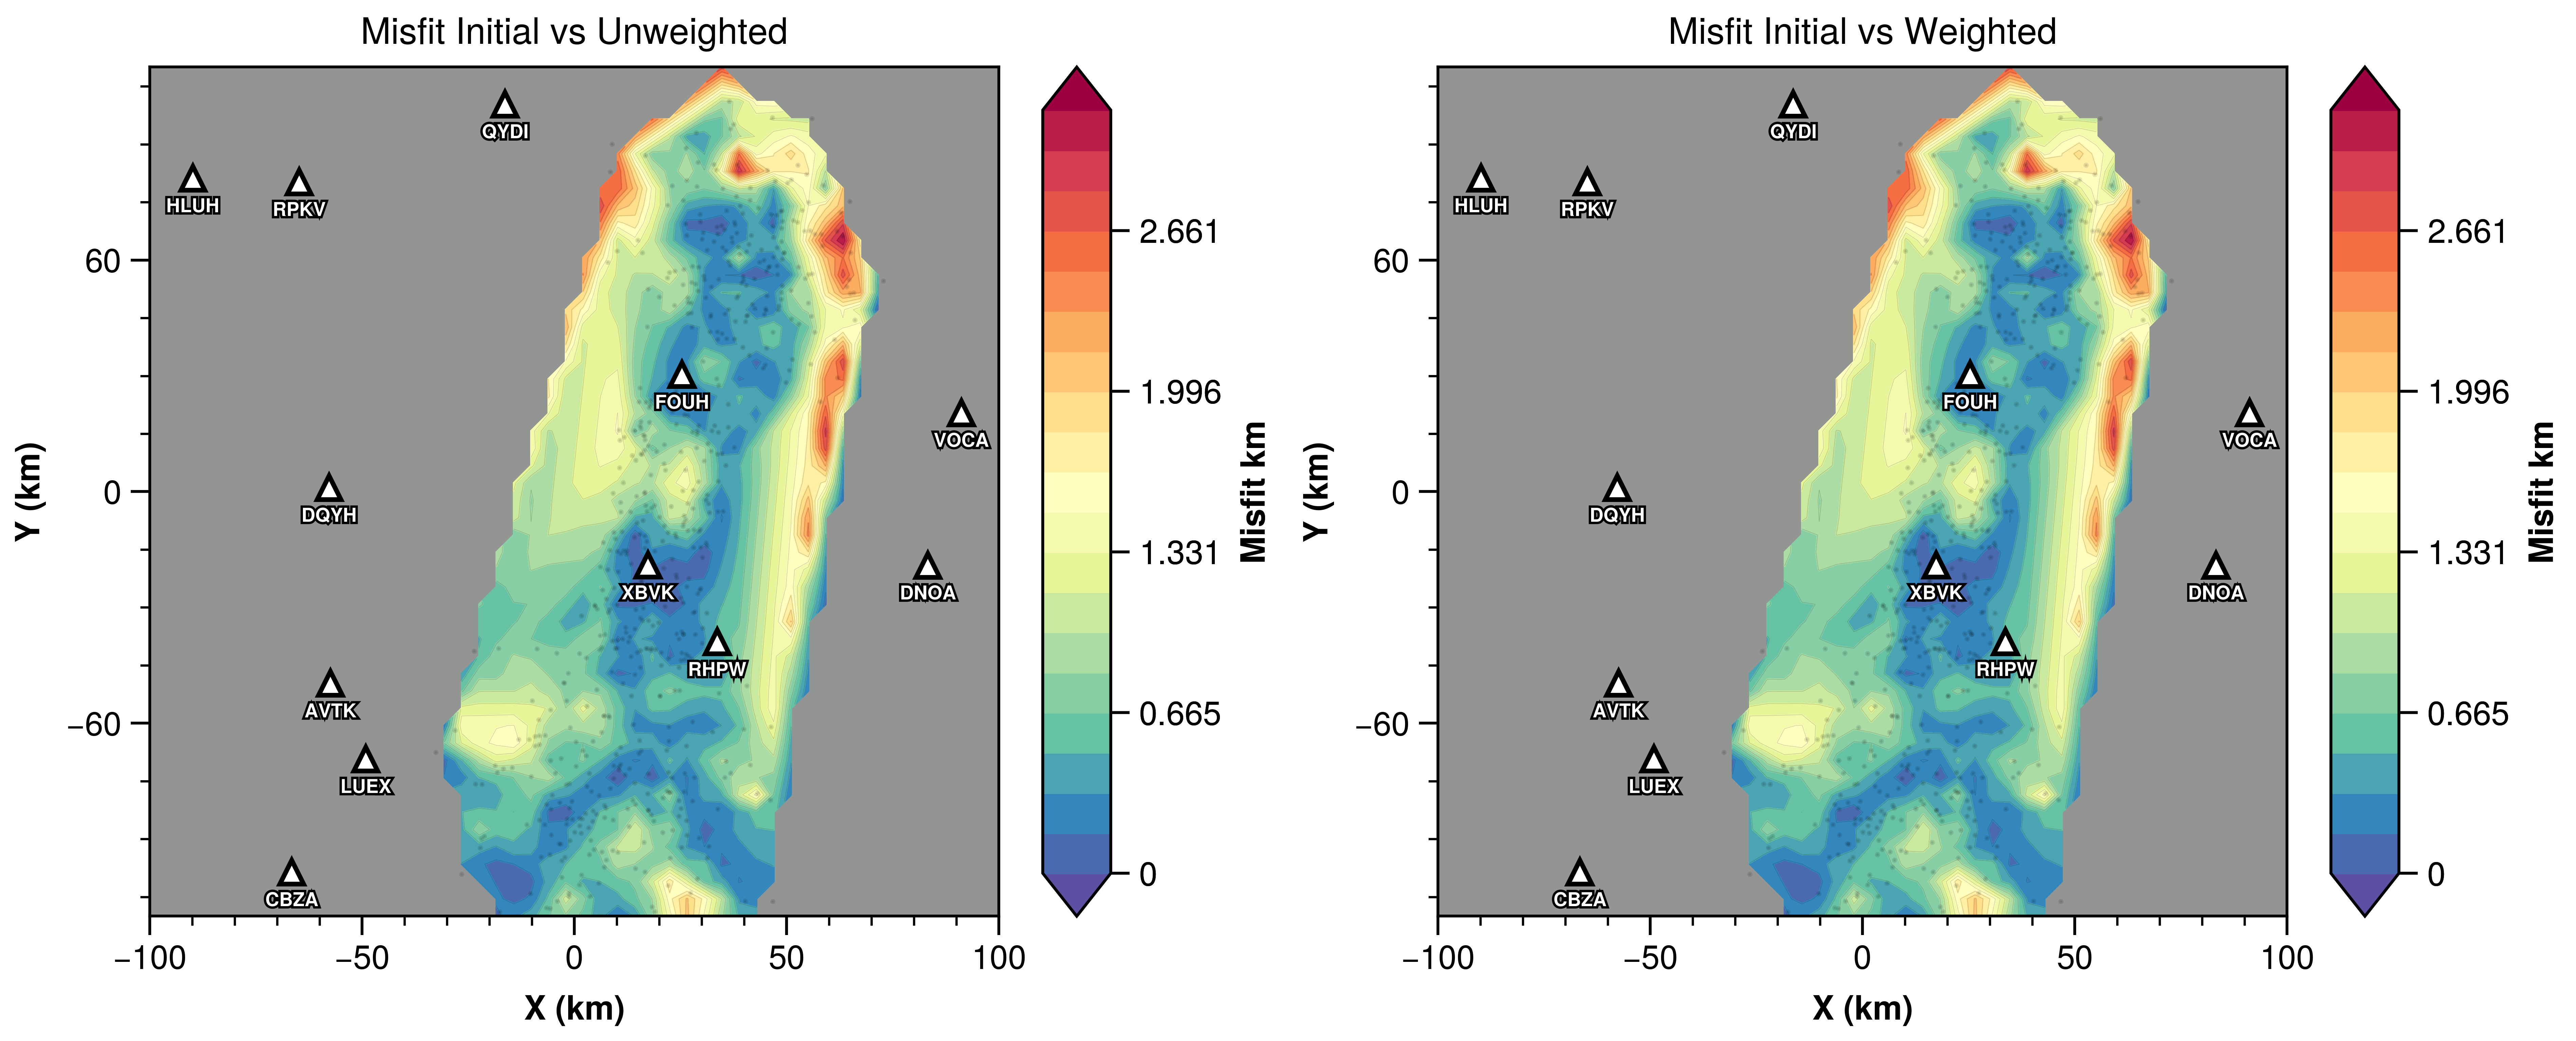 Misfit Initial vs Unweighted
QYDI
HLUH
RPKV
FOUH
VOCA
DQYH
XBVK
DNOA
RHPW
AVTK
LUEX
CBZA
60
0
−60
Y (km)
−100
−50
0
50
100
X (km)
2.661
1.996
1.331
0.665
0
Misfit km
Misfit Initial vs Weighted
QYDI
HLUH
RPKV
FOUH
VOCA
DQYH
XBVK
DNOA
RHPW
AVTK
LUEX
CBZA
60
0
−60
Y (km)
−100
−50
0
50
100
X (km)
2.661
1.996
1.331
0.665
0
Misfit km